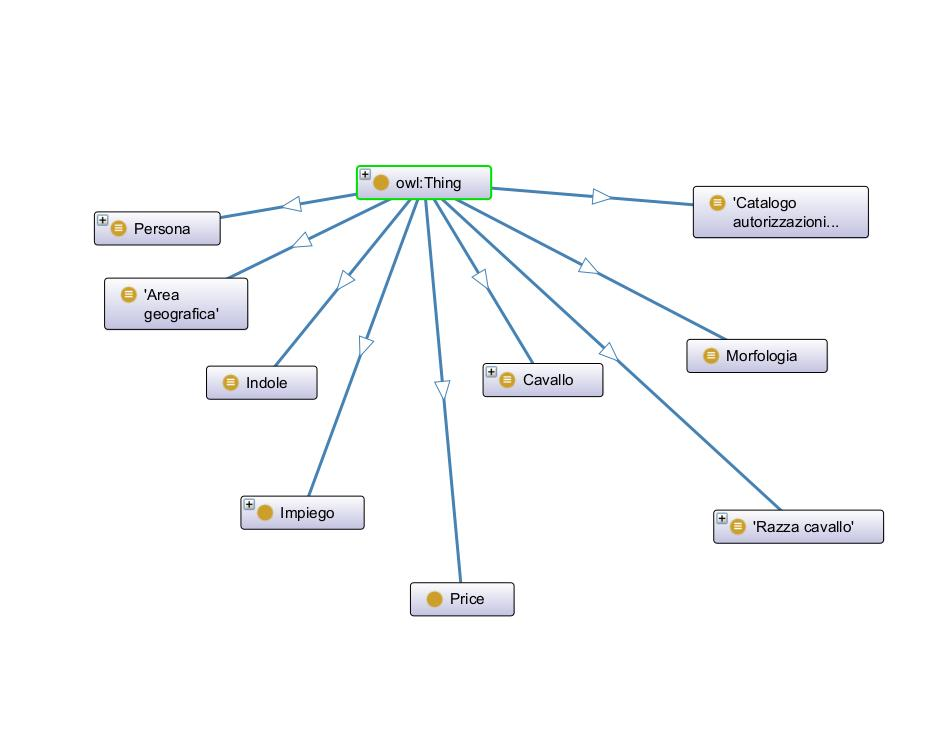 owl:Thing
'Catalogo
autorizzazioni...
Persona
'Area
geografica'
Morfologia
Indole
Cavallo
Impiego
'Razza cavallo'
Price